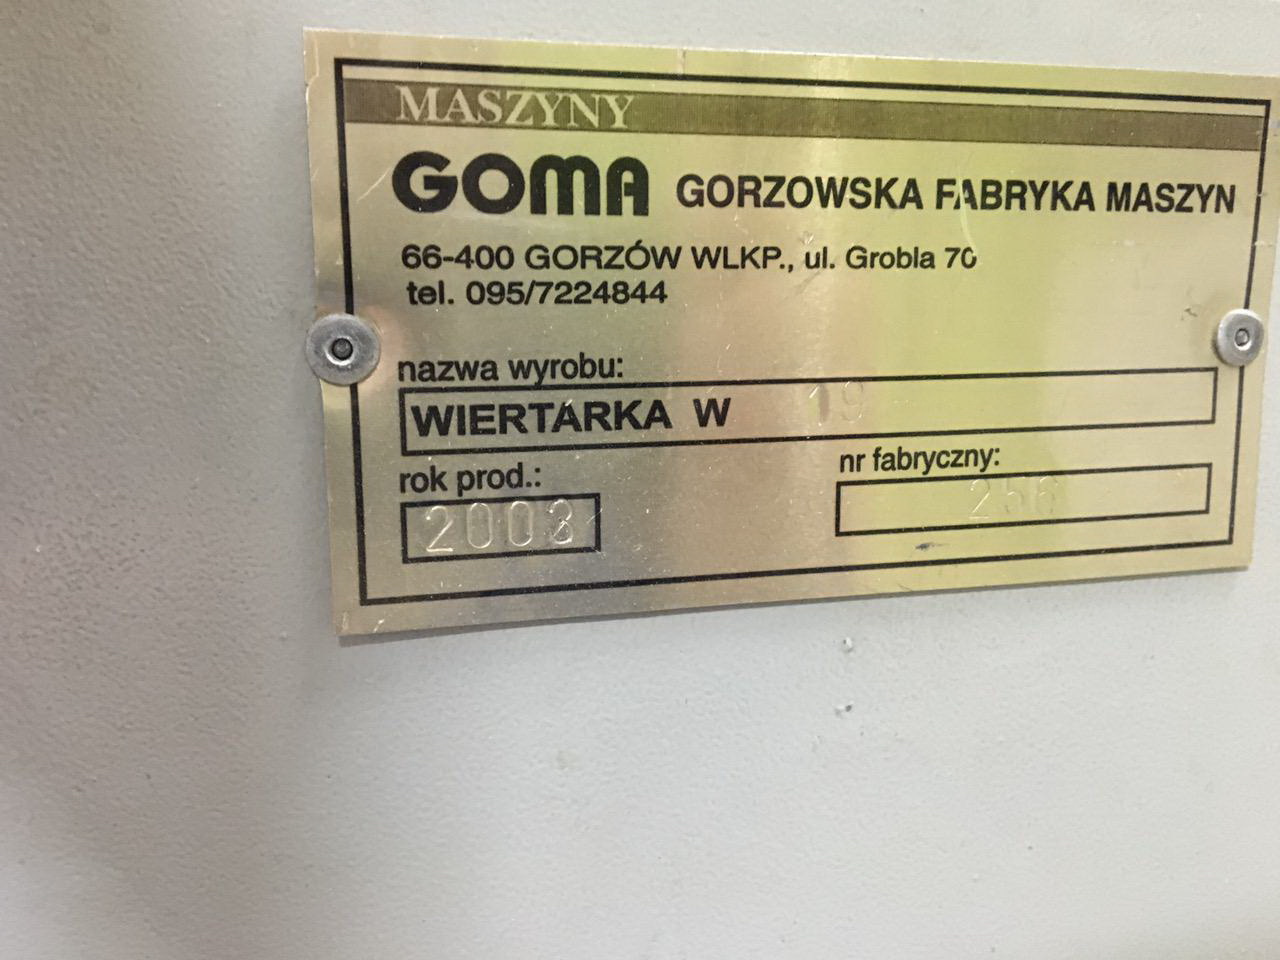 MASZYNY
GOMA GORZOWSKA FABRYKA MASZYN
66-400 GORZÓW WLKP., ul. Grobla 70
tel. 095/7224844
nazwa wyrobu:
WIERTARKA W 19
rok prod.:
2003
nr fabryczny:
256